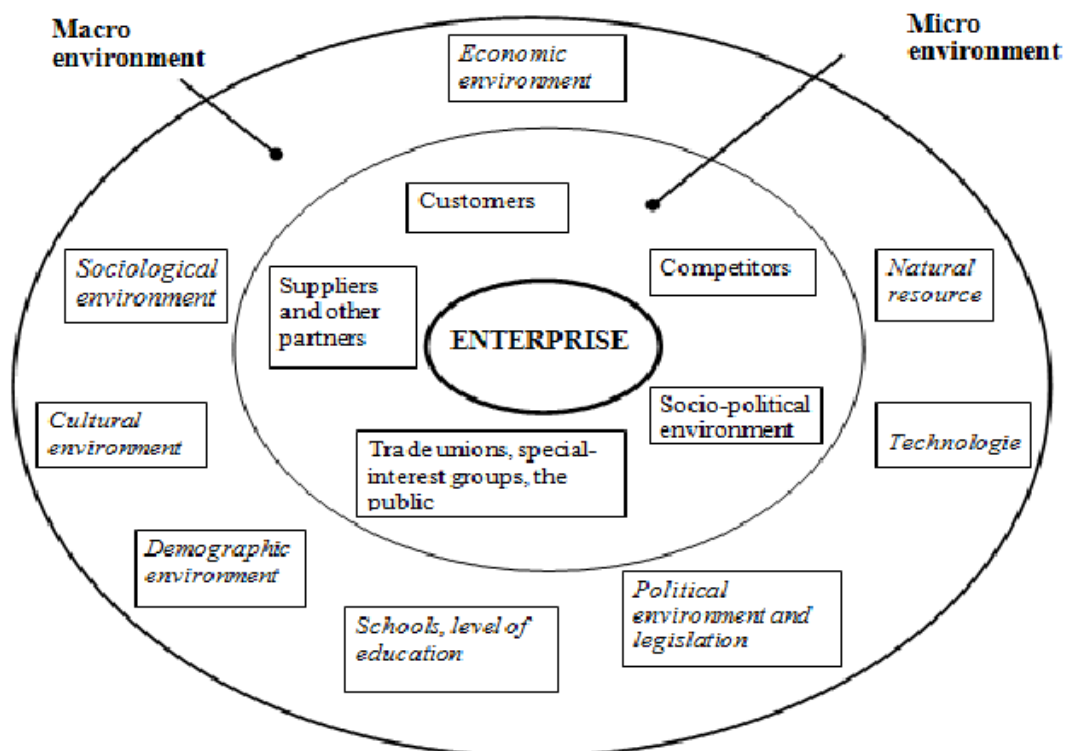 Macro
environment
Micro
environment
Economic
environment
Customers
Sociological
environment
Suppliers
and other
partners
Competitors
Natural
resource
ENTERPRISE
Cultural
environment
Socio-political
environment
Technologie
Trade unions, special-
interest groups, the
public
Demographic
environment
Schools, level of
education
Political
environment and
legislation